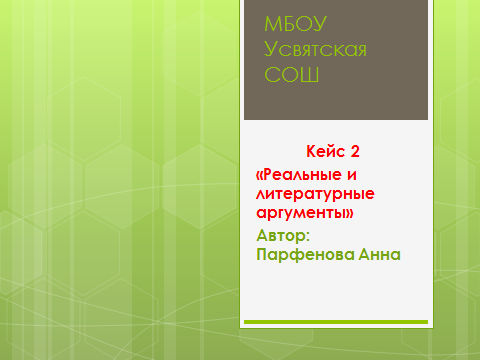 МБОУ
Усвятская
СОШ
Кейс 2
«Реальные и
литературные
аргументы»
Автор:
Парфенова Анна